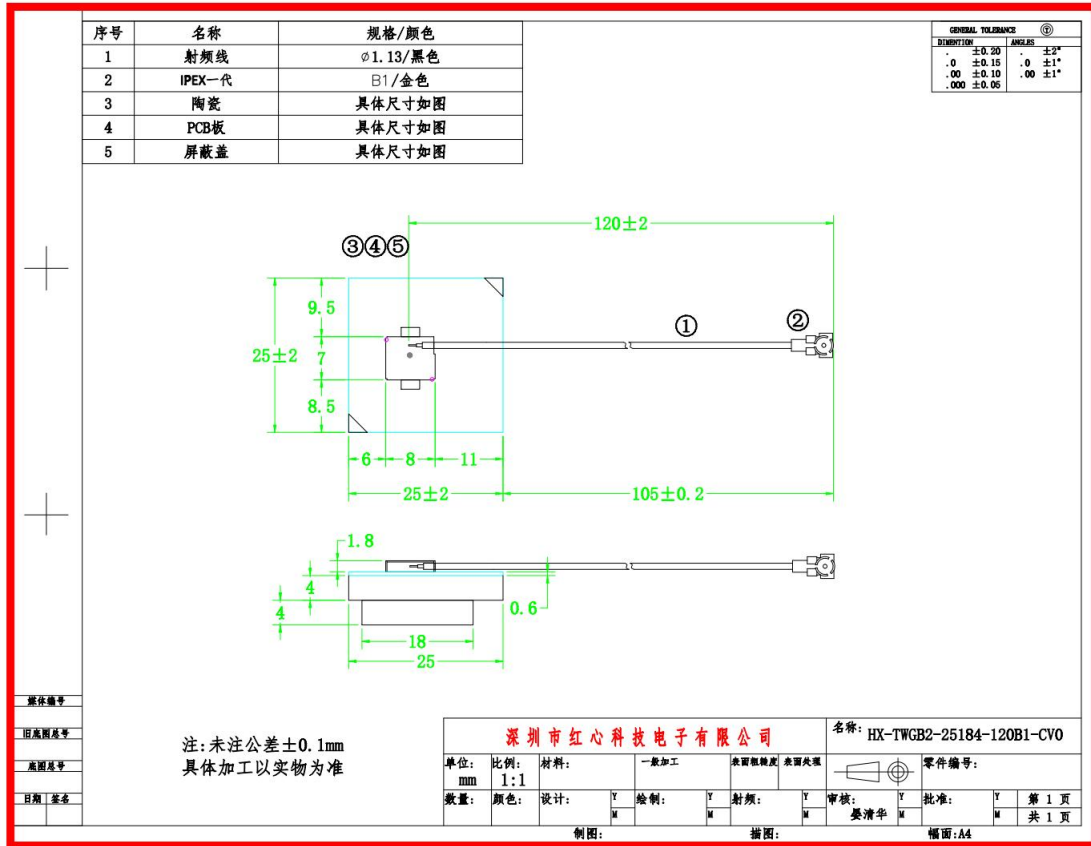 序号 名称 规格/颜色
1 射频线 Ø1.13/黑色
2 IPEX一代 B1/金色
3 陶瓷 具体尺寸如图
4 PCB板 具体尺寸如图
5 屏蔽盖 具体尺寸如图
GENERAL TOLERANCE Ⓣ
DIMENTION ANGLES
. ±0.20 . ±2°
.0 ±0.15 .0 ±1°
.00 ±0.10 .00 ±1°
.000 ±0.05
120±2
③④⑤
① ②
9.5
25±2 7
8.5
6 8 11
25±2 105±0.2
1.8
4
0.6
4
18
25
媒体编号
旧底图总号
底图总号
日期 签名
注:未注公差±0.1mm
具体加工以实物为准
深圳市红心科技电子有限公司
名称: HX-TWGB2-25184-120B1-CV0
单位: mm 比例: 1:1 材料: 一般加工 表面粗糙度 表面处理 零件编号:
数量: 颜色: 设计: Y M 绘制: Y M 射频: Y M 审核: 晏清华 Y M 批准: Y M 第 1 页
共 1 页
制图: 描图: 幅面:A4